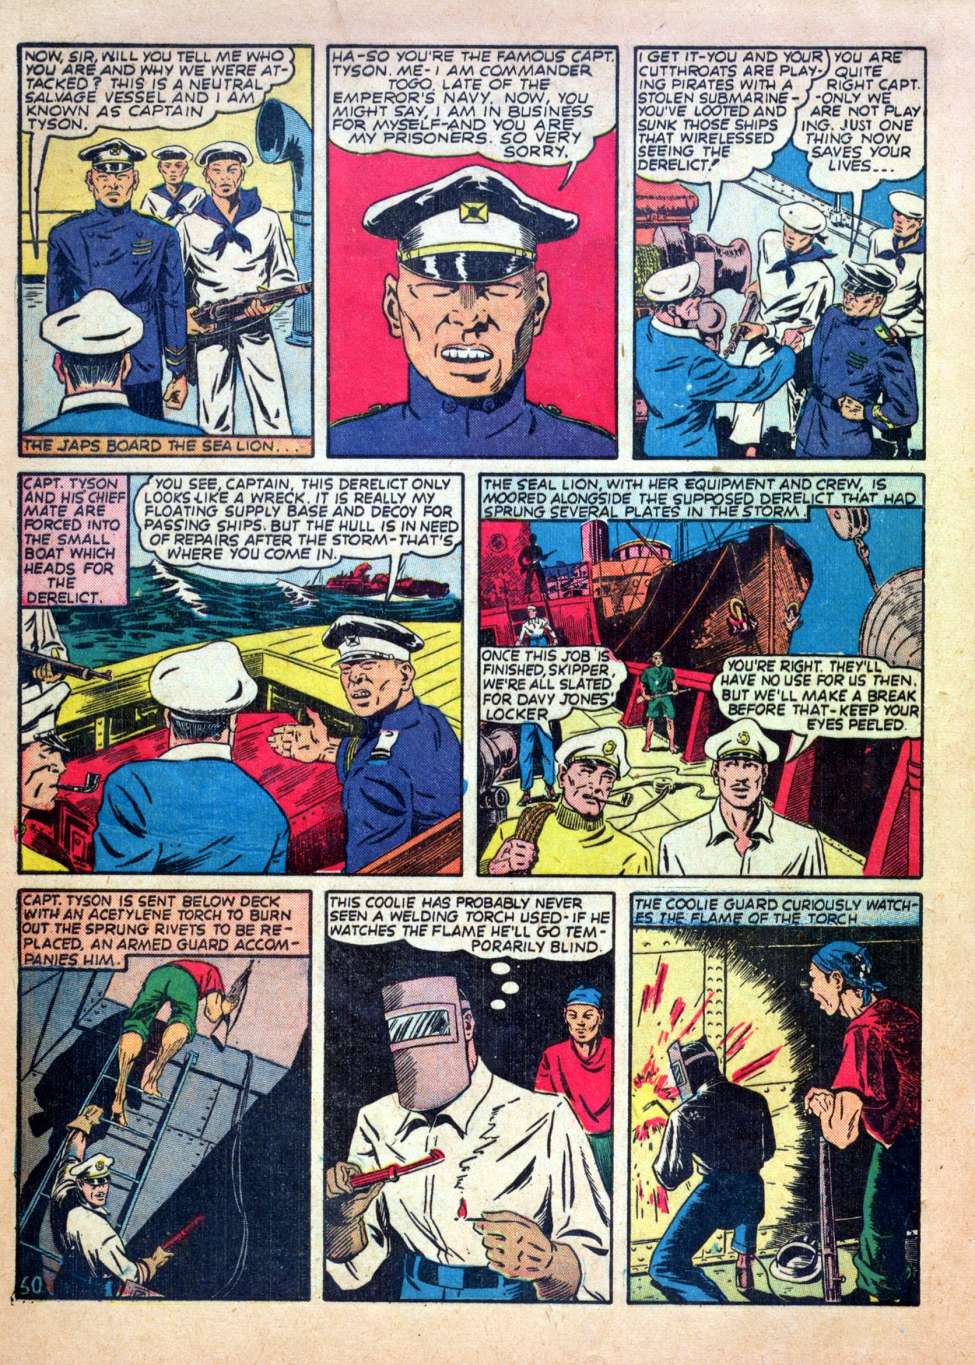 NOW, SIR, WILL YOU TELL ME WHO
YOU ARE AND WHY WE WERE AT-
TACKED? THIS IS A NEUTRAL
SALVAGE VESSEL AND I AM
KNOWN AS CAPTAIN
TYSON.
THE JAPS BOARD THE SEA LION...
HA-SO YOU'RE THE FAMOUS CAPT.
TYSON. ME-I AM COMMANDER
TOGO, LATE OF THE
EMPEROR'S NAVY. NOW, YOU
MIGHT SAY, I AM IN BUSINESS
FOR MYSELF-AND YOU ARE
MY PRISONERS. SO VERY
SORRY.
I GET IT-YOU AND YOUR
CUTTHROATS ARE PLAY-
ING PIRATES WITH A
STOLEN SUBMARINE-
YOU'VE LOOTED AND
SUNK THOSE SHIPS
THAT WIRELESSED
SEEING THE
DERELICT.
YOU ARE
QUITE
RIGHT CAPT.
ONLY WE
ARE NOT PLAY
ING. JUST ONE
THING NOW
SAVES YOUR
LIVES...
CAPT. TYSON
AND HIS CHIEF
MATE ARE
FORCED INTO
THE SMALL
BOAT WHICH
HEADS FOR
THE
DERELICT.
YOU SEE, CAPTAIN, THIS DERELICT ONLY
LOOKS LIKE A WRECK. IT IS REALLY MY
FLOATING SUPPLY BASE AND DECOY FOR
PASSING SHIPS. BUT THE HULL IS IN NEED
OF REPAIRS AFTER THE STORM-THAT'S
WHERE YOU COME IN.
THE SEAL LION, WITH HER EQUIPMENT AND CREW, IS
MOORED ALONGSIDE THE SUPPOSED DERELICT THAT HAD
SPRUNG SEVERAL PLATES IN THE STORM.
ONCE THIS JOB IS
FINISHED, SKIPPER,
WE'RE ALL SLATED
FOR DAVY JONES'
LOCKER
YOU'RE RIGHT. THEY'LL
HAVE NO USE FOR US THEN.
BUT WE'LL MAKE A BREAK
BEFORE THAT-KEEP YOUR
EYES PEELED.
CAPT. TYSON IS SENT BELOW DECK
WITH AN ACETYLENE TORCH TO BURN
OUT THE SPRUNG RIVETS TO BE RE-
PLACED, AN ARMED GUARD ACCOM-
PANIES HIM.
THIS COOLIE HAS PROBABLY NEVER
SEEN A WELDING TORCH USED-IF HE
WATCHES THE FLAME HE'LL GO TEM-
PORARILY BLIND.
THE COOLIE GUARD CURIOUSLY WATCH-
ES THE FLAME OF THE TORCH
60